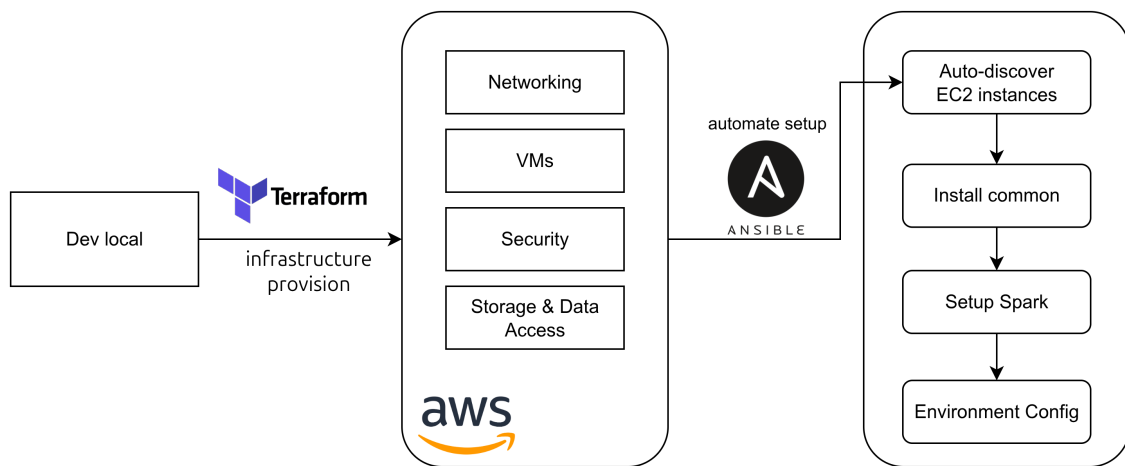 Dev local
Terraform
infrastructure
provision
Networking
VMs
Security
Storage & Data
Access
aws
automate setup
ANSIBLE
Auto-discover
EC2 instances
Install common
Setup Spark
Environment Config